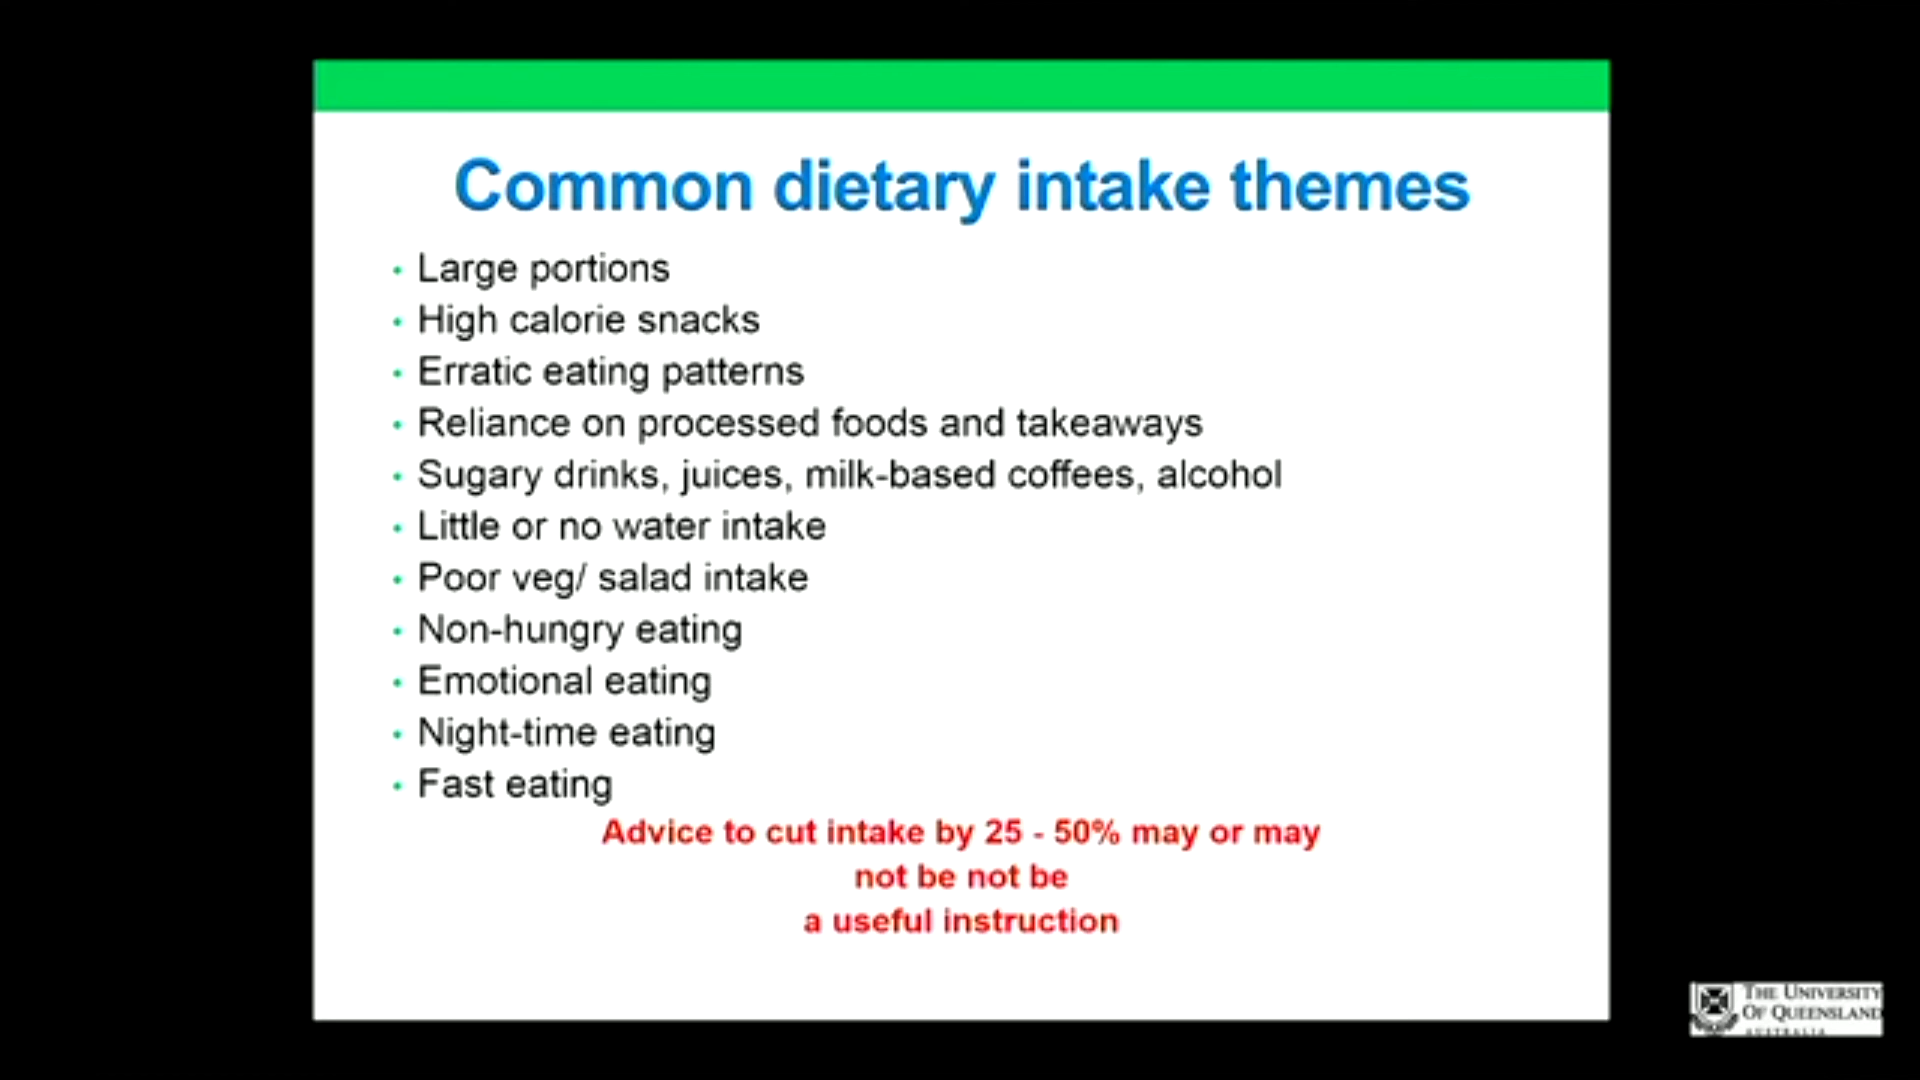 Common dietary intake themes
• Large portions
• High calorie snacks
• Erratic eating patterns
• Reliance on processed foods and takeaways
• Sugary drinks, juices, milk-based coffees, alcohol
• Little or no water intake
• Poor veg/ salad intake
• Non-hungry eating
• Emotional eating
• Night-time eating
• Fast eating
Advice to cut intake by 25 - 50% may or may
not be not be
a useful instruction
THE UNIVERSITY
OF QUEENSLAND
AUSTRALIA